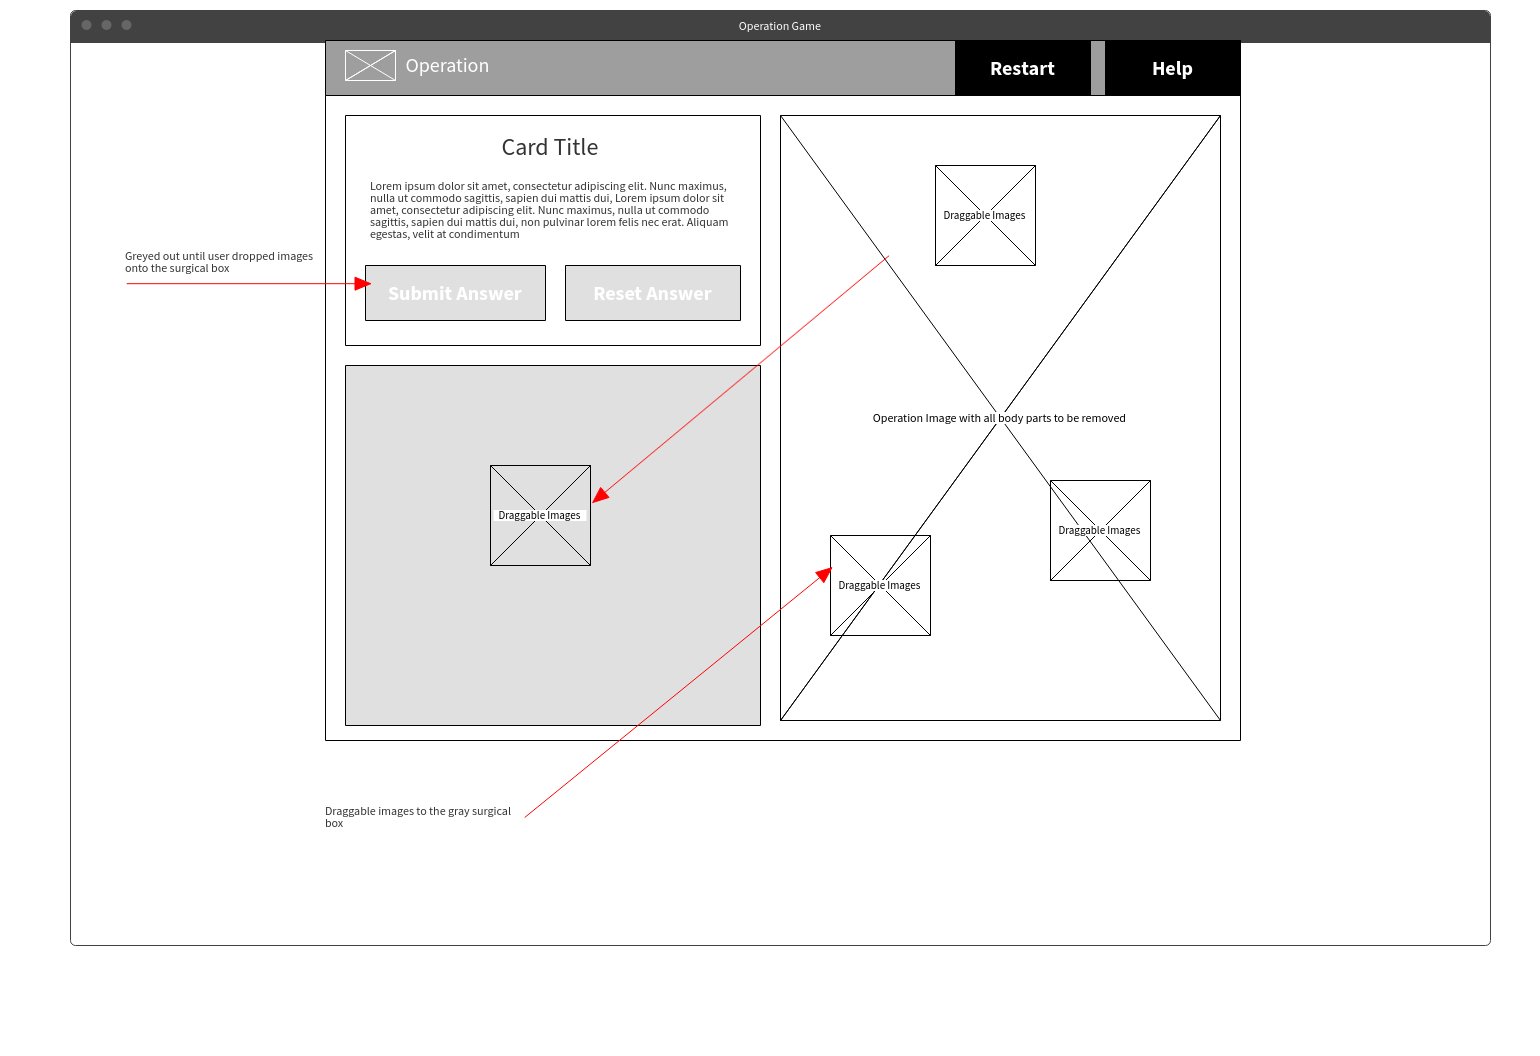 Operation Game
Operation
Restart
Help
Card Title
Lorem ipsum dolor sit amet, consectetur adipiscing elit. Nunc maximus,
nulla ut commodo sagittis, sapien dui mattis dui, Lorem ipsum dolor sit
amet, consectetur adipiscing elit. Nunc maximus, nulla ut commodo
sagittis, sapien dui mattis dui, non pulvinar lorem felis nec erat. Aliquam
egestas, velit at condimentum
Greyed out until user dropped images
onto the surgical box
Submit Answer
Reset Answer
Draggable Images
Operation Image with all body parts to be removed
Draggable Images
Draggable Images
Draggable Images
Draggable images to the gray surgical
box